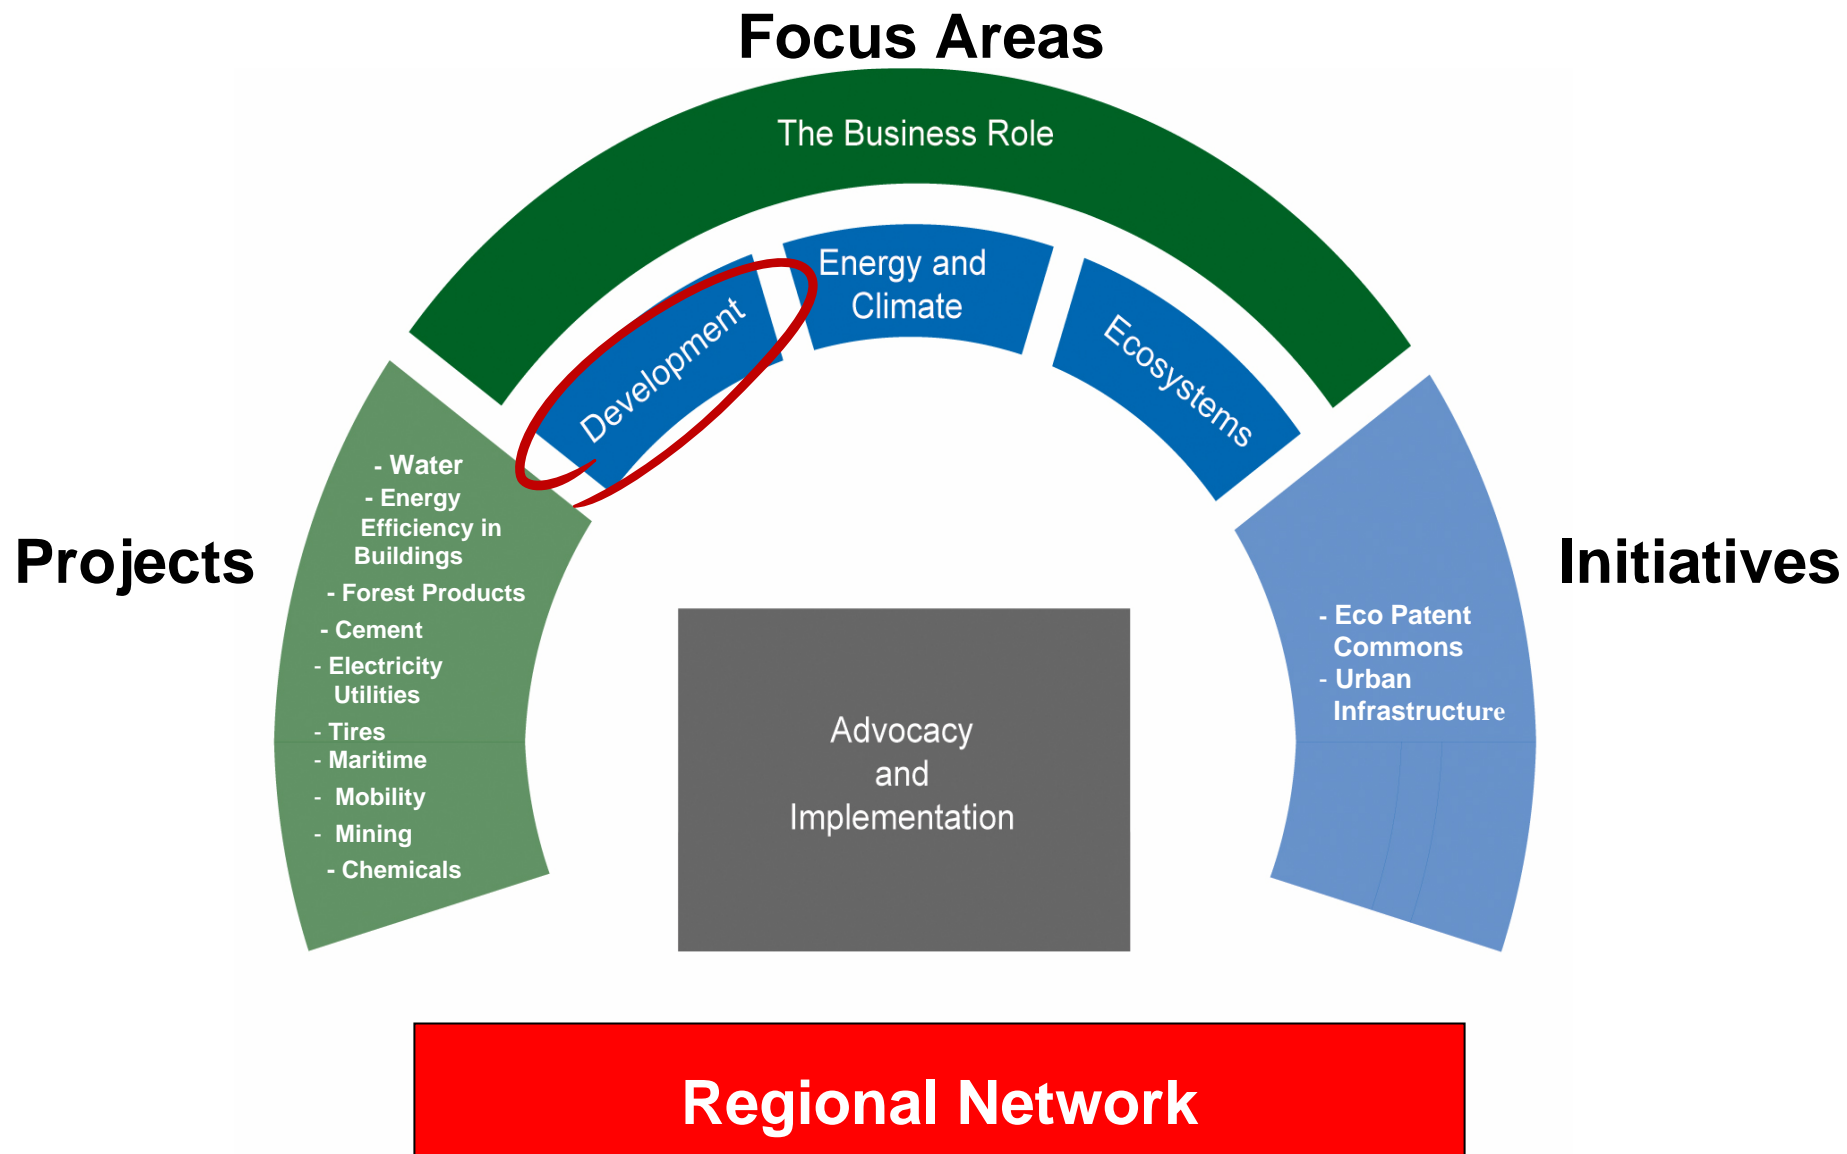 Focus Areas
The Business Role
Energy and
Climate
Development
Ecosystems
Projects
- Water
- Energy
Efficiency in
Buildings
- Forest Products
- Cement
- Electricity
Utilities
- Tires
- Maritime
- Mobility
- Mining
- Chemicals
Initiatives
- Eco Patent
Commons
- Urban
Infrastructure
Advocacy
and
Implementation
Regional Network